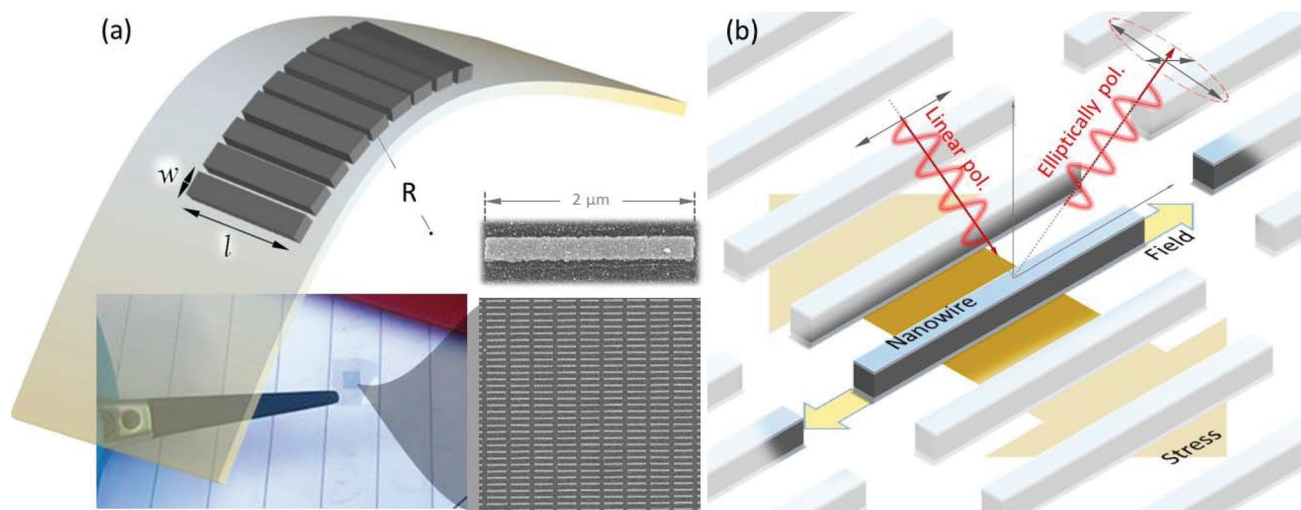 (a)
w
l
R
2 μm
(b)
Linear pol.
Elliptically pol.
Nanowire
Field
Stress